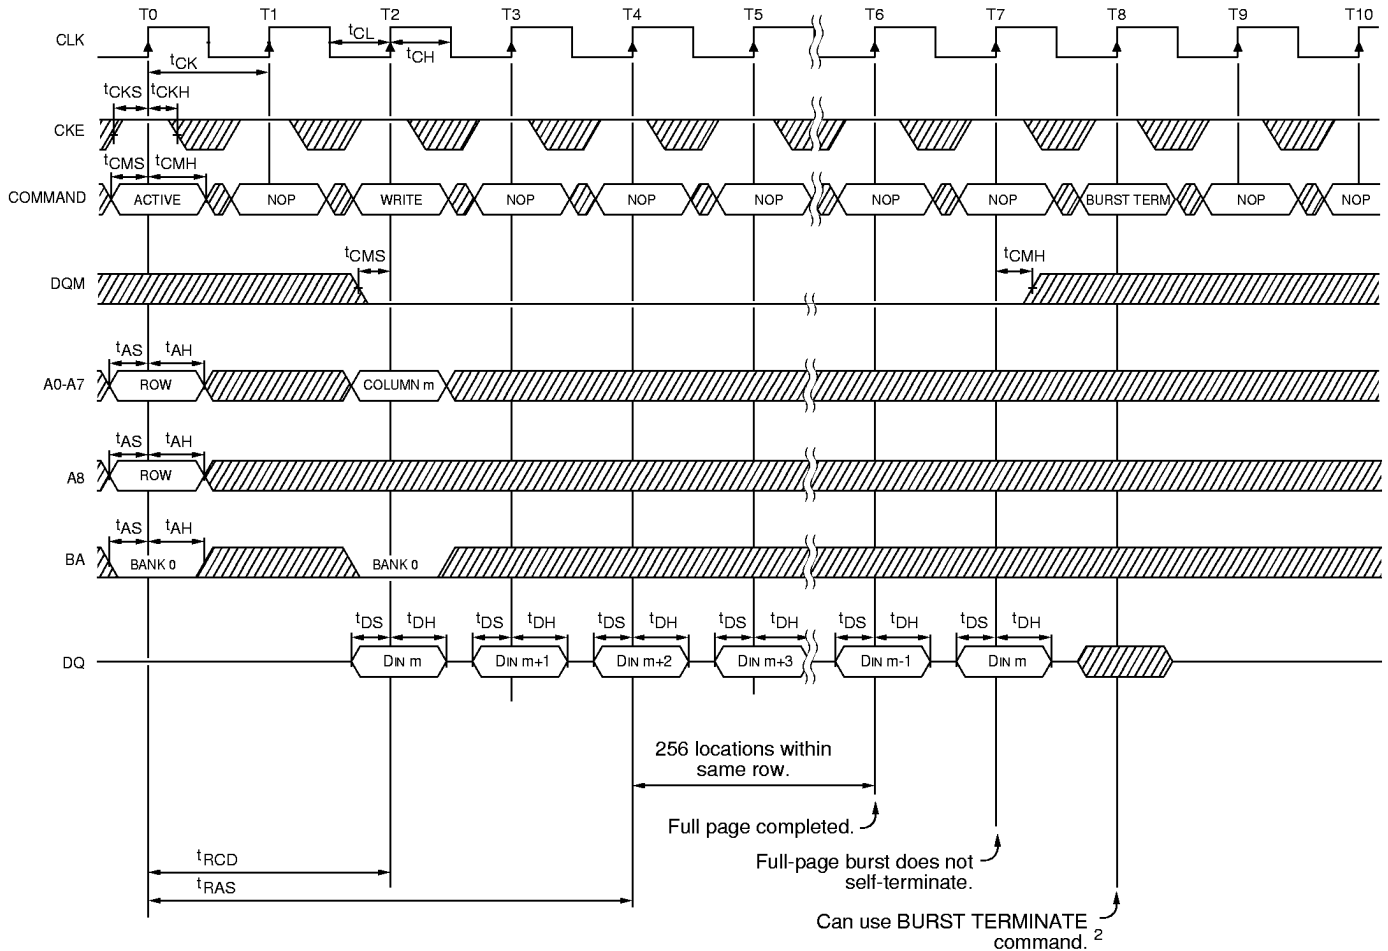 T0 T1 T2 T3 T4 T5 T6 T7 T8 T9 T10
CLK
tCL
tCH
tCK
tCKS tCKH
CKE
tCMS tCMH
COMMAND ACTIVE NOP WRITE NOP NOP NOP NOP NOP BURST TERM NOP NOP
tCMS tCMH
DQM
tAS tAH
A0-A7 ROW COLUMN m
tAS tAH
A8 ROW
tAS tAH
BA BANK 0 BANK 0
tDS tDH tDS tDH tDS tDH tDS tDH tDS tDH tDS tDH
DQ DIN m DIN m+1 DIN m+2 DIN m+3 DIN m-1 DIN m
256 locations within
same row.
Full page completed.
tRCD
Full-page burst does not
self-terminate.
tRAS
Can use BURST TERMINATE
command. 2